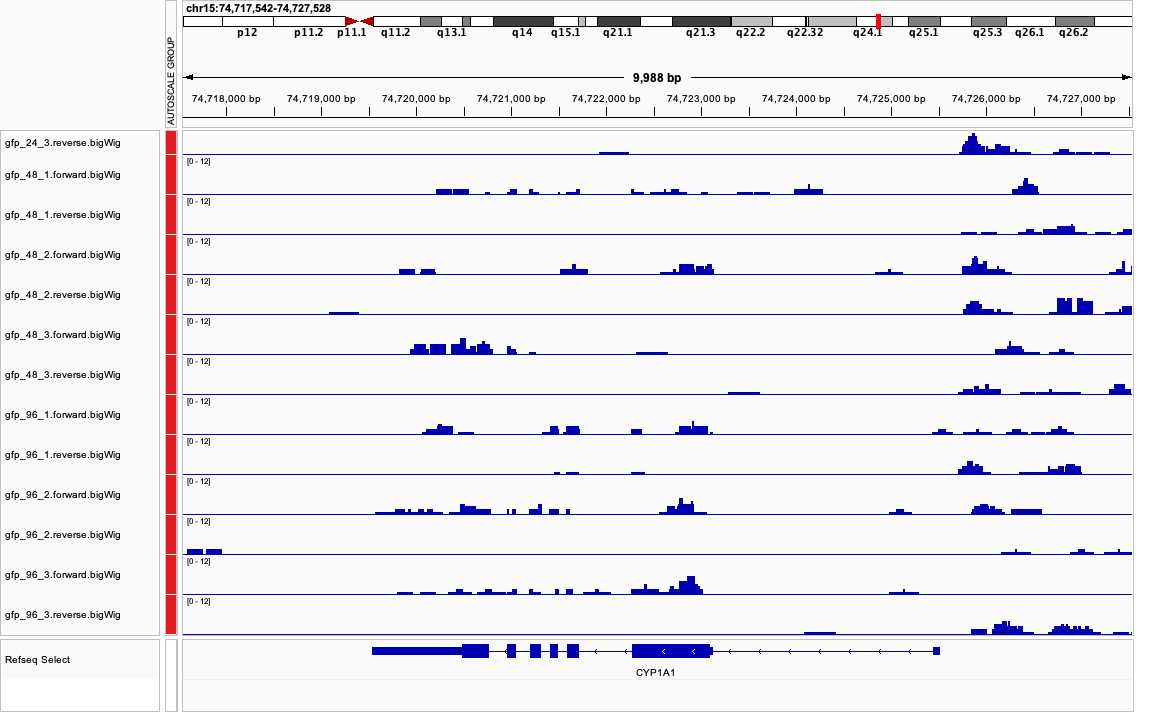 chr15:74,717,542-74,727,528
p12 p11.2 p11.1 q11.2 q13.1 q14 q15.1 q21.1 q21.3 q22.2 q22.32 q24.1 q25.1 q25.3 q26.1 q26.2
AUTOSCALE GROUP
9,988 bp
74,718,000 bp 74,719,000 bp 74,720,000 bp 74,721,000 bp 74,722,000 bp 74,723,000 bp 74,724,000 bp 74,725,000 bp 74,726,000 bp 74,727,000 bp
gfp_24_3.reverse.bigWig
[0 - 12]
gfp_48_1.forward.bigWig
[0 - 12]
gfp_48_1.reverse.bigWig
[0 - 12]
gfp_48_2.forward.bigWig
[0 - 12]
gfp_48_2.reverse.bigWig
[0 - 12]
gfp_48_3.forward.bigWig
[0 - 12]
gfp_48_3.reverse.bigWig
[0 - 12]
gfp_96_1.forward.bigWig
[0 - 12]
gfp_96_1.reverse.bigWig
[0 - 12]
gfp_96_2.forward.bigWig
[0 - 12]
gfp_96_2.reverse.bigWig
[0 - 12]
gfp_96_3.forward.bigWig
[0 - 12]
gfp_96_3.reverse.bigWig
Refseq Select
CYP1A1